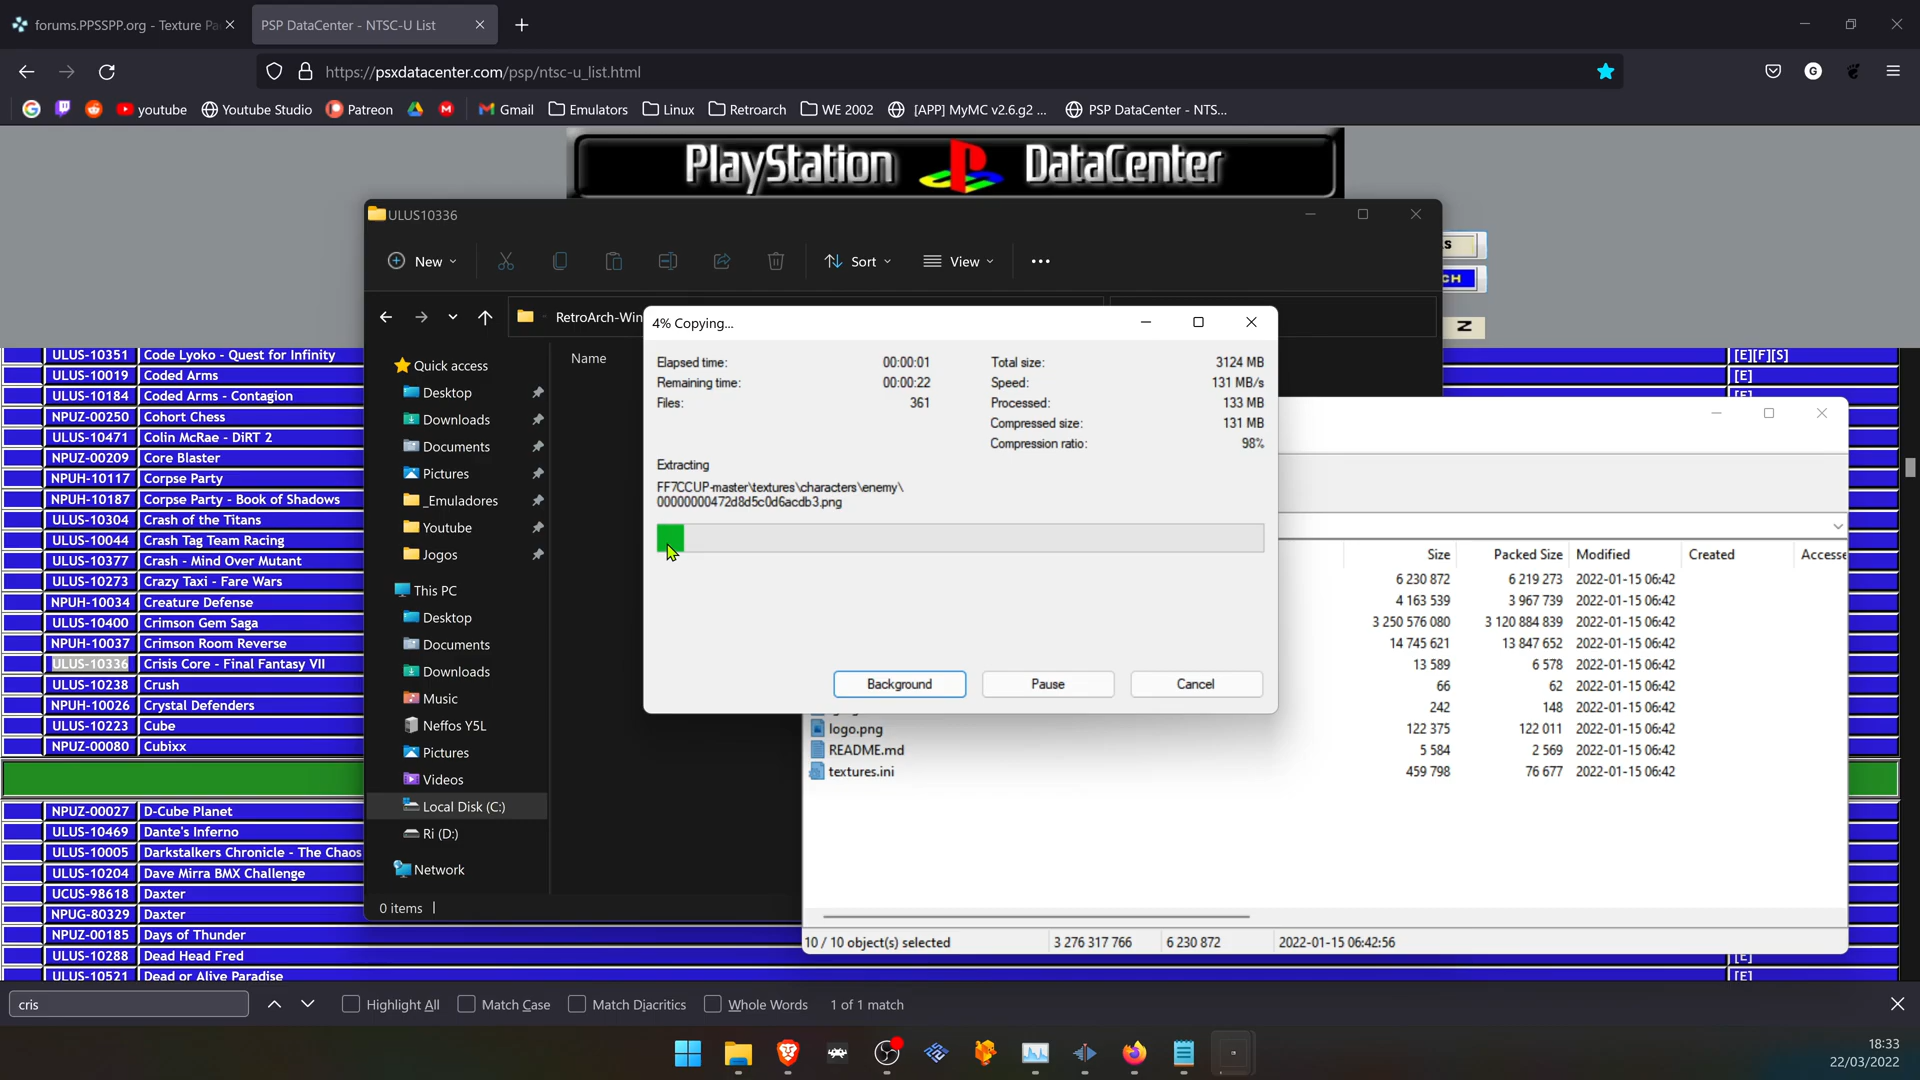 forums.PPSSPP.org - Texture Pa
PSP DataCenter - NTSC-U List
https://psxdatacenter.com/psp/ntsc-u_list.html
G
youtube
Youtube Studio
Patreon
Gmail
Emulators
Linux
Retroarch
WE 2002
[APP] MyMC v2.6.g2 ...
PSP DataCenter - NTS...
PlayStation DataCenter
ULUS10336
New
Sort
View
RetroArch-Win
Name
Z
4% Copying...
Elapsed time: 00:00:01
Total size: 3124 MB
Remaining time: 00:00:22
Speed: 131 MB/s
Files: 361
Processed: 133 MB
Compressed size: 131 MB
Compression ratio: 98%
Extracting
FF7CCUP-master\textures\characters\enemy\
00000000472d8d5c0d6acdb3.png
Background
Pause
Cancel
Quick access
Desktop
Downloads
Documents
Pictures
_Emuladores
Youtube
Jogos
This PC
Desktop
Documents
Downloads
Music
Neffos Y5L
Pictures
Videos
Local Disk (C:)
Ri (D:)
Network
0 items
ULUS-10351 Code Lyoko - Quest for Infinity [E][F][S]
ULUS-10019 Coded Arms [E]
ULUS-10184 Coded Arms - Contagion
NPUZ-00250 Cohort Chess
ULUS-10471 Colin McRae - DiRT 2
NPUZ-00209 Core Blaster
NPUH-10117 Corpse Party
NPUH-10187 Corpse Party - Book of Shadows
ULUS-10304 Crash of the Titans
ULUS-10044 Crash Tag Team Racing
ULUS-10377 Crash - Mind Over Mutant
ULUS-10273 Crazy Taxi - Fare Wars
NPUH-10034 Creature Defense
ULUS-10400 Crimson Gem Saga
NPUH-10037 Crimson Room Reverse
ULUS-10336 Crisis Core - Final Fantasy VII
ULUS-10238 Crush
NPUH-10026 Crystal Defenders
ULUS-10223 Cube
NPUZ-00080 Cubixx
NPUZ-00027 D-Cube Planet
ULUS-10469 Dante's Inferno
ULUS-10005 Darkstalkers Chronicle - The Chaos
ULUS-10204 Dave Mirra BMX Challenge
UCUS-98618 Daxter
NPUG-80329 Daxter
NPUZ-00185 Days of Thunder
ULUS-10288 Dead Head Fred [E]
ULUS-10521 Dead or Alive Paradise [E]
Size Packed Size Modified Created Accesse
6 230 872 6 219 273 2022-01-15 06:42
4 163 539 3 967 739 2022-01-15 06:42
3 250 576 080 3 120 884 839 2022-01-15 06:42
14 745 621 13 847 652 2022-01-15 06:42
13 589 6 578 2022-01-15 06:42
66 62 2022-01-15 06:42
242 148 2022-01-15 06:42
logo.png 122 375 122 011 2022-01-15 06:42
README.md 5 584 2 569 2022-01-15 06:42
textures.ini 459 798 76 677 2022-01-15 06:42
10 / 10 object(s) selected 3 276 317 766 6 230 872 2022-01-15 06:42:56
cris
Highlight All
Match Case
Match Diacritics
Whole Words
1 of 1 match
18:33
22/03/2022